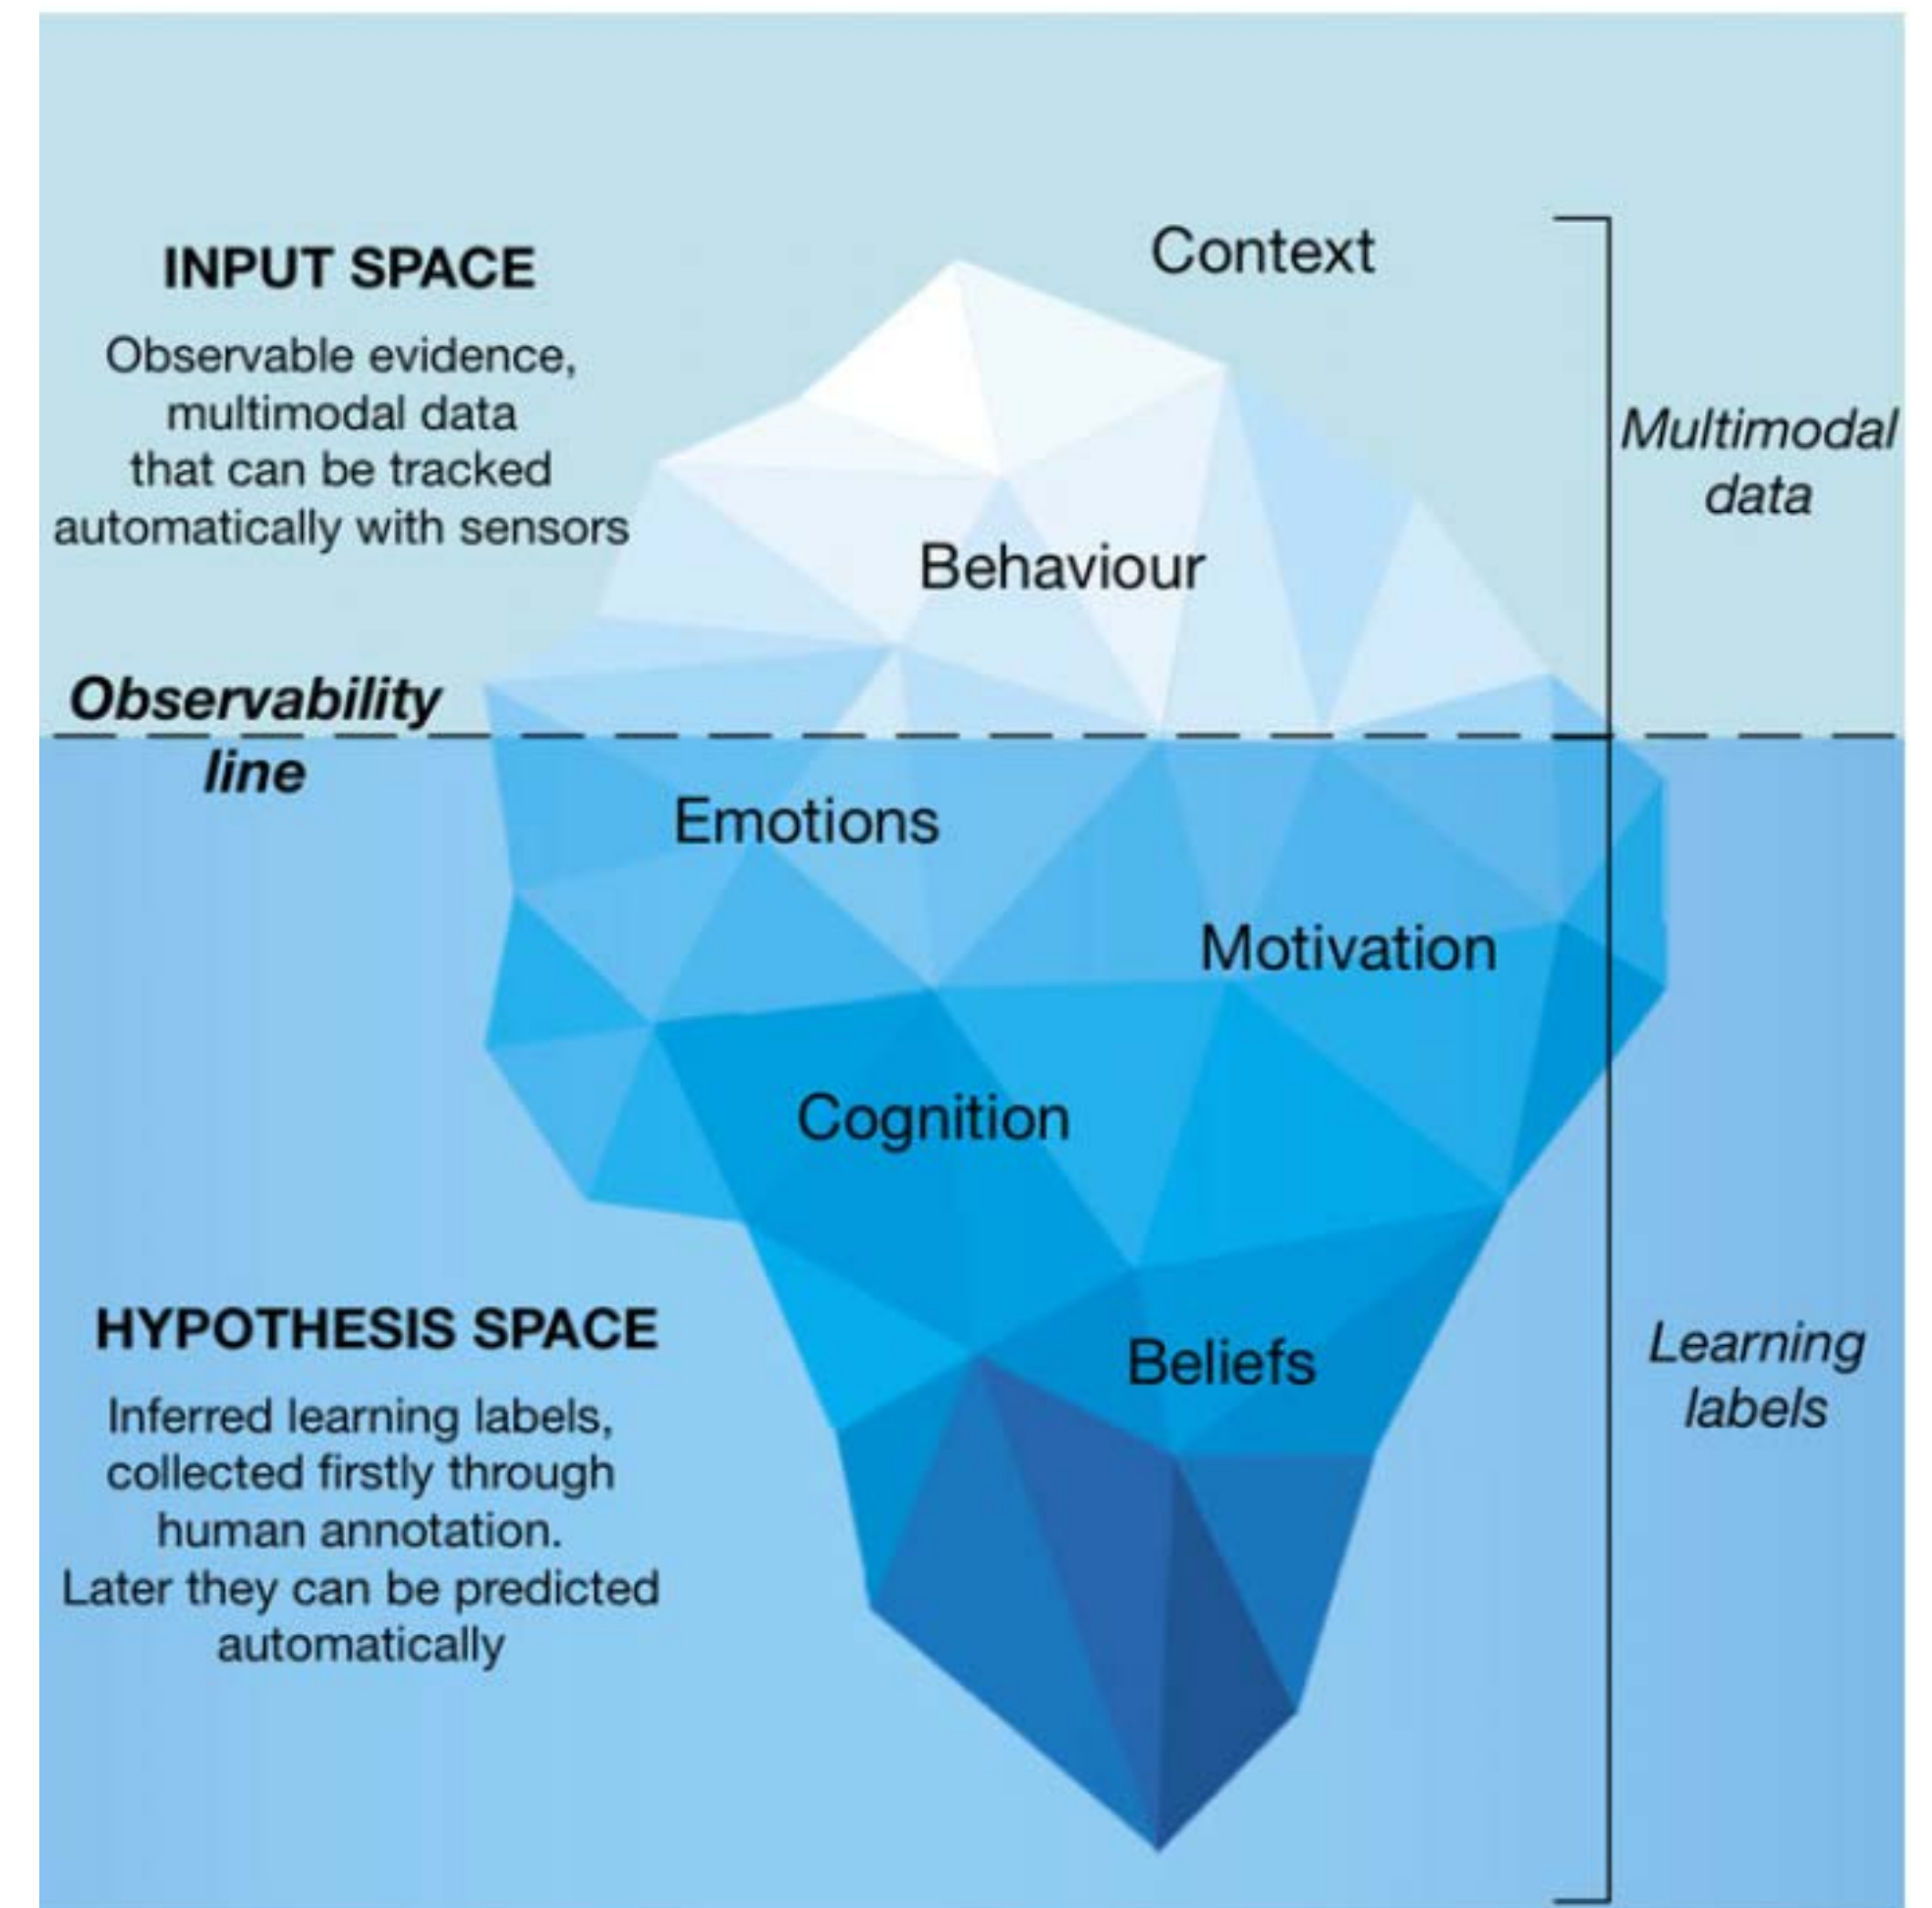 Context
INPUT SPACE
Observable evidence,
multimodal data
that can be tracked
automatically with sensors
Multimodal
data
Behaviour
Observability
line
Emotions
Motivation
Cognition
HYPOTHESIS SPACE
Inferred learning labels,
collected firstly through
human annotation.
Later they can be predicted
automatically
Beliefs
Learning
labels